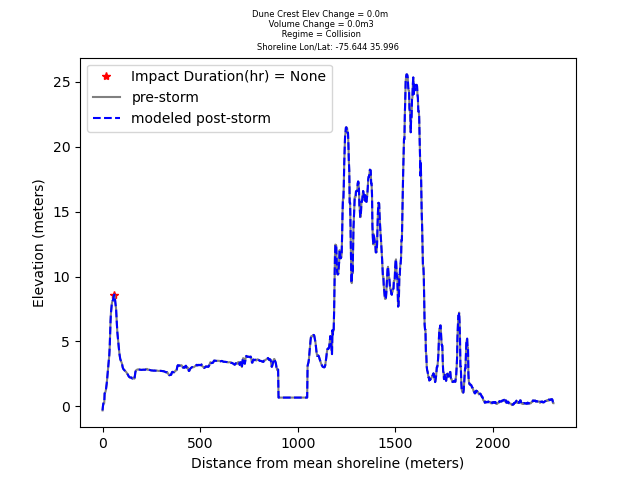 Dune Crest Elev Change = 0.0m
Volume Change = 0.0m3
Regime = Collision
Shoreline Lon/Lat: -75.644 35.996
Impact Duration(hr) = None
pre-storm
modeled post-storm
Elevation (meters)
25
20
15
10
5
0
0 500 1000 1500 2000
Distance from mean shoreline (meters)